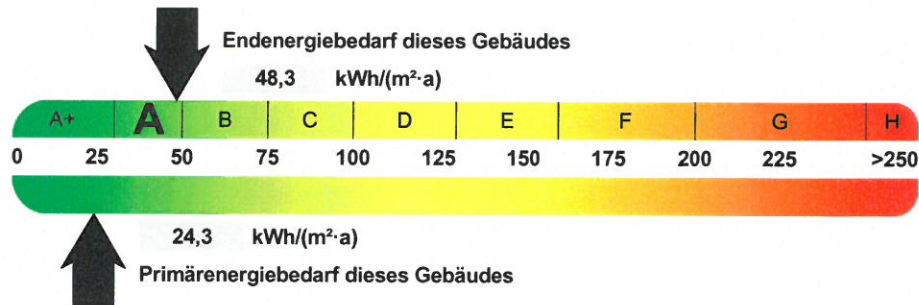 Endenergiebedarf dieses Gebäudes
48,3 kWh/(m²·a)
A+ A B C D E F G H
0 25 50 75 100 125 150 175 200 225 >250
24,3 kWh/(m²·a)
Primärenergiebedarf dieses Gebäudes